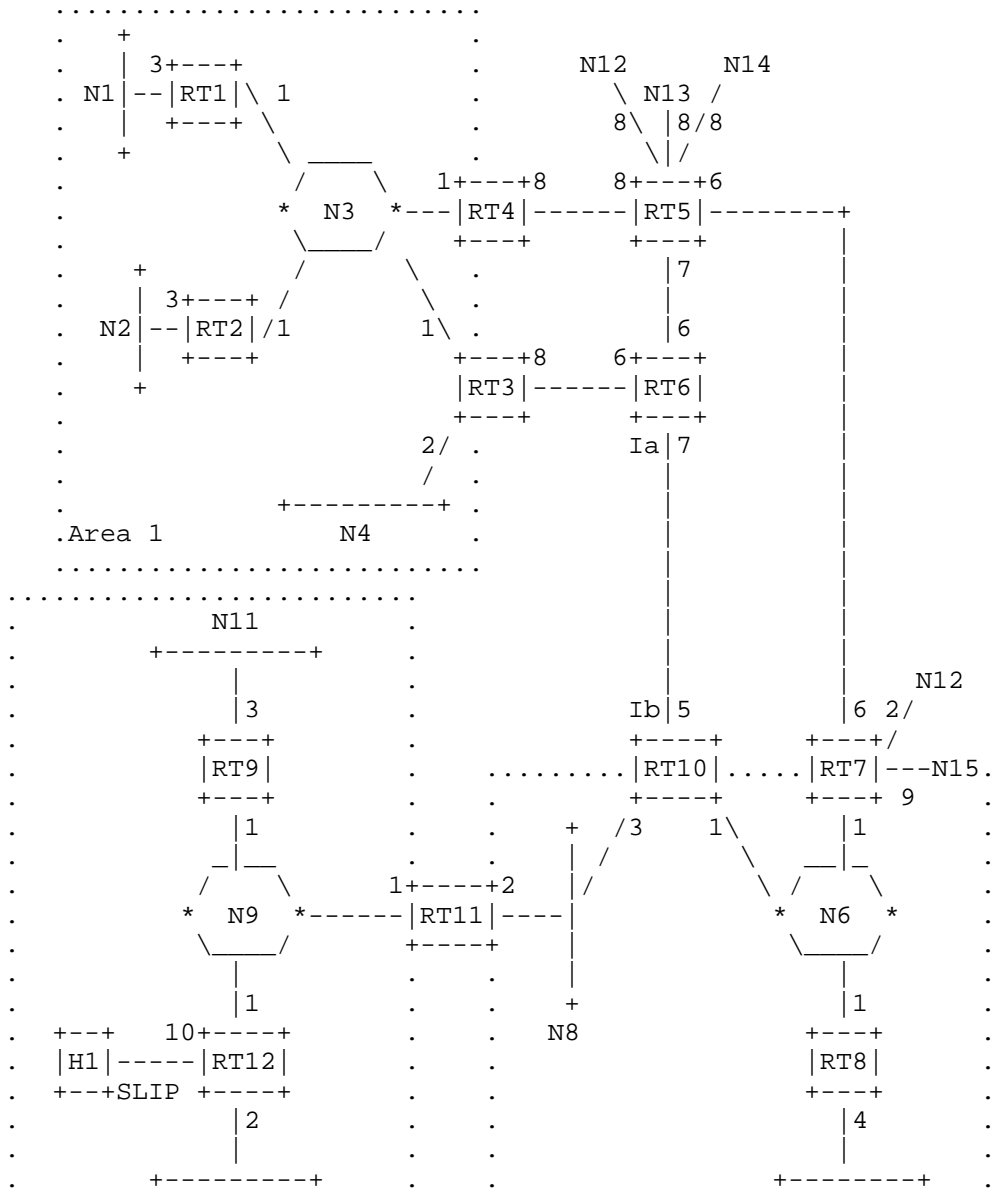 3
N12 N14
N1 RT1 1 N13
8 8 8
1 8 8 6
N3 RT4 RT5
7
3
N2 RT2 1 1 6
8 6
RT3 RT6
2 Ia 7
Area 1 N4
N11
N12
3 Ib 5 6 2
RT9 RT10 RT7 N15
9
1 3 1 1
1 2
N9 RT11 N6
1 1
10 N8
H1 RT12 RT8
SLIP
2 4